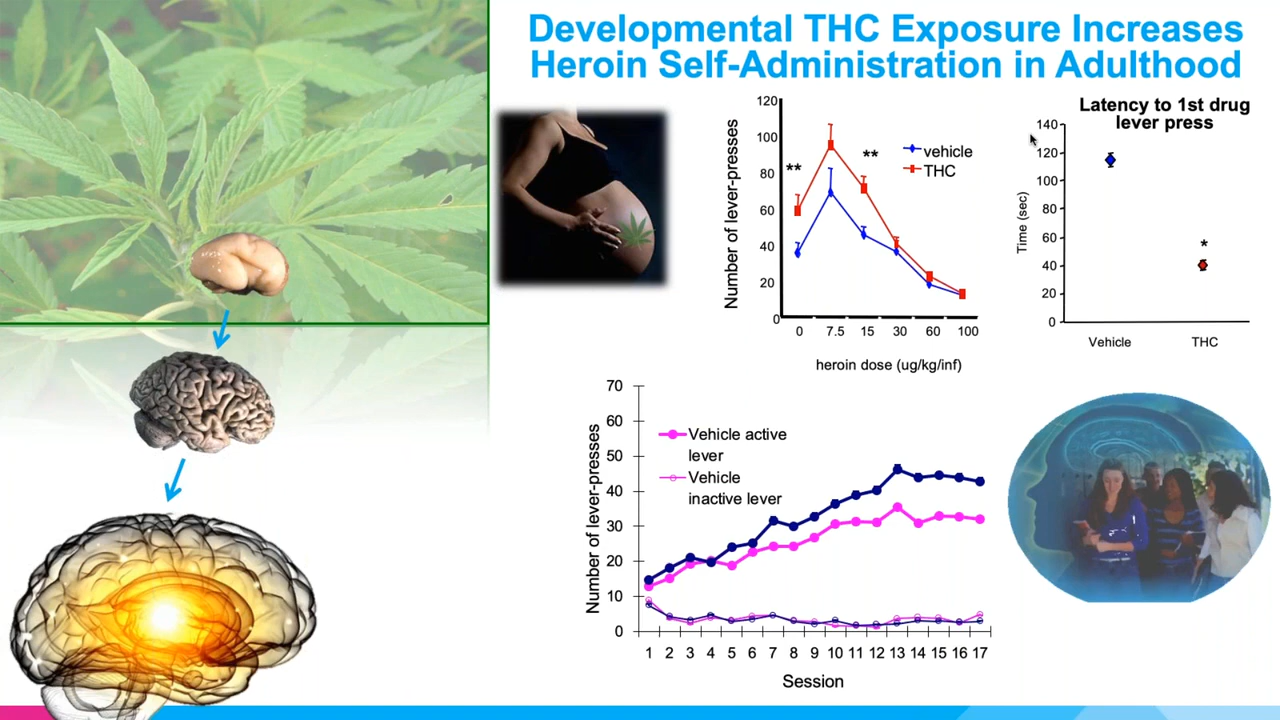 Developmental THC Exposure Increases
Heroin Self-Administration in Adulthood
Number of lever-presses
120
100
80
60
40
20
0
**
**
vehicle
THC
0 7.5 15 30 60 100
heroin dose (ug/kg/inf)
Latency to 1st drug
lever press
Time (sec)
140
120
100
80
60
40
20
0
*
Vehicle THC
Number of lever-presses
70
60
50
40
30
20
10
0
Vehicle active
lever
Vehicle
inactive lever
1 2 3 4 5 6 7 8 9 10 11 12 13 14 15 16 17
Session